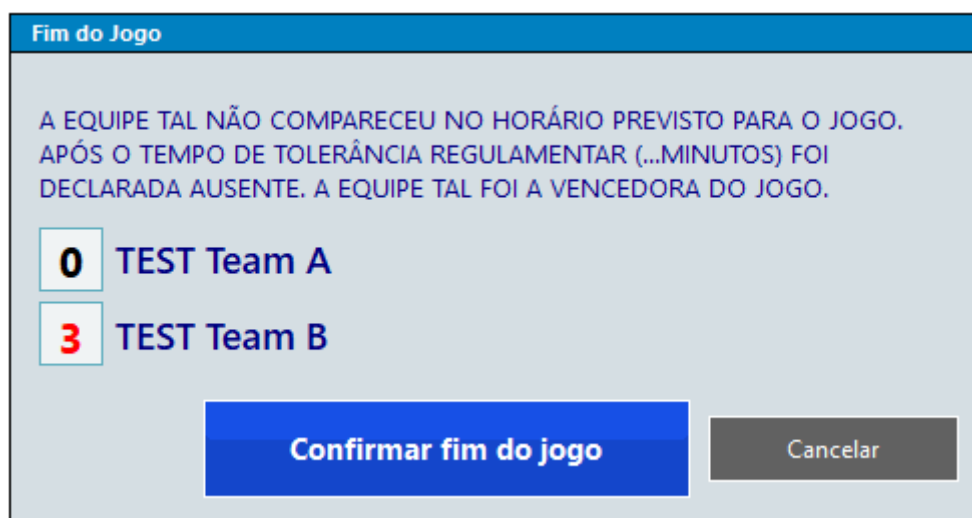 Fim do Jogo
A EQUIPE TAL NÃO COMPARECEU NO HORÁRIO PREVISTO PARA O JOGO.
APÓS O TEMPO DE TOLERÂNCIA REGULAMENTAR (...MINUTOS) FOI
DECLARADA AUSENTE. A EQUIPE TAL FOI A VENCEDORA DO JOGO.
0 TEST Team A
3 TEST Team B
Confirmar fim do jogo Cancelar